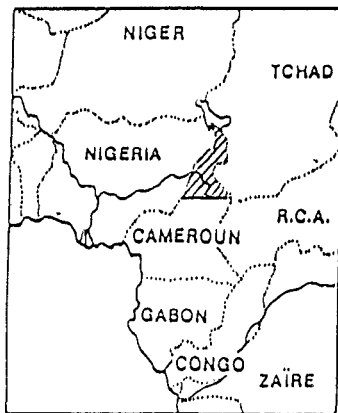 NIGER
TCHAD
NIGERIA
R.C.A.
CAMEROUN
GABON
CONGO
ZAÏRE